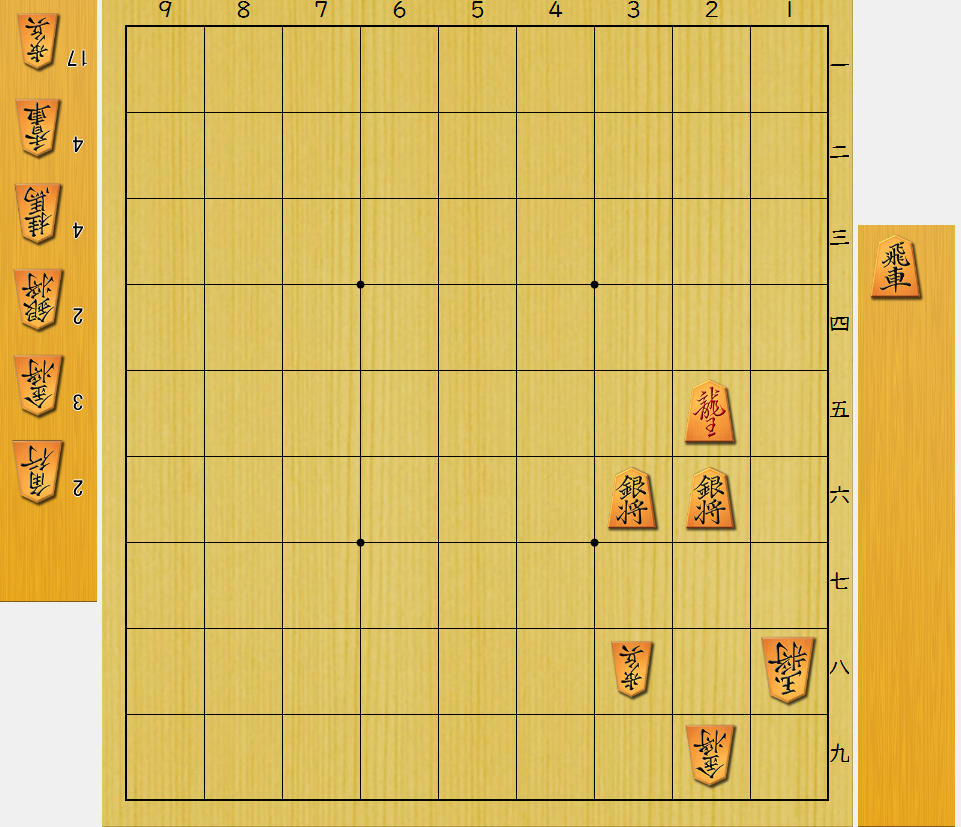 9 8 7 6 5 4 3 2 1
一
二
三
四
五
六
七
八
九
歩兵 17
香車 4
桂馬 4
銀将 2
金将 3
角行 2
飛車
龍王
銀将 銀将
歩兵 玉将
金将